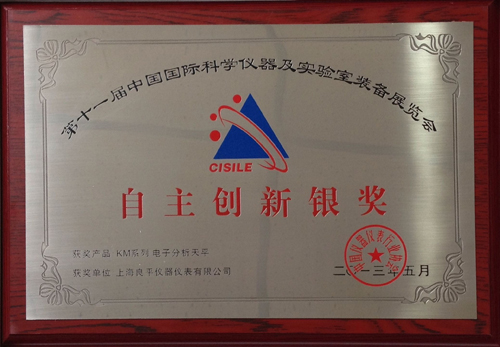 第十一届中国国际科学仪器及实验室装备展览会
CISILE
自主创新银奖
获奖产品 KM系列 电子分析天平
获奖单位 上海良平仪器仪表有限公司
二〇一三年五月